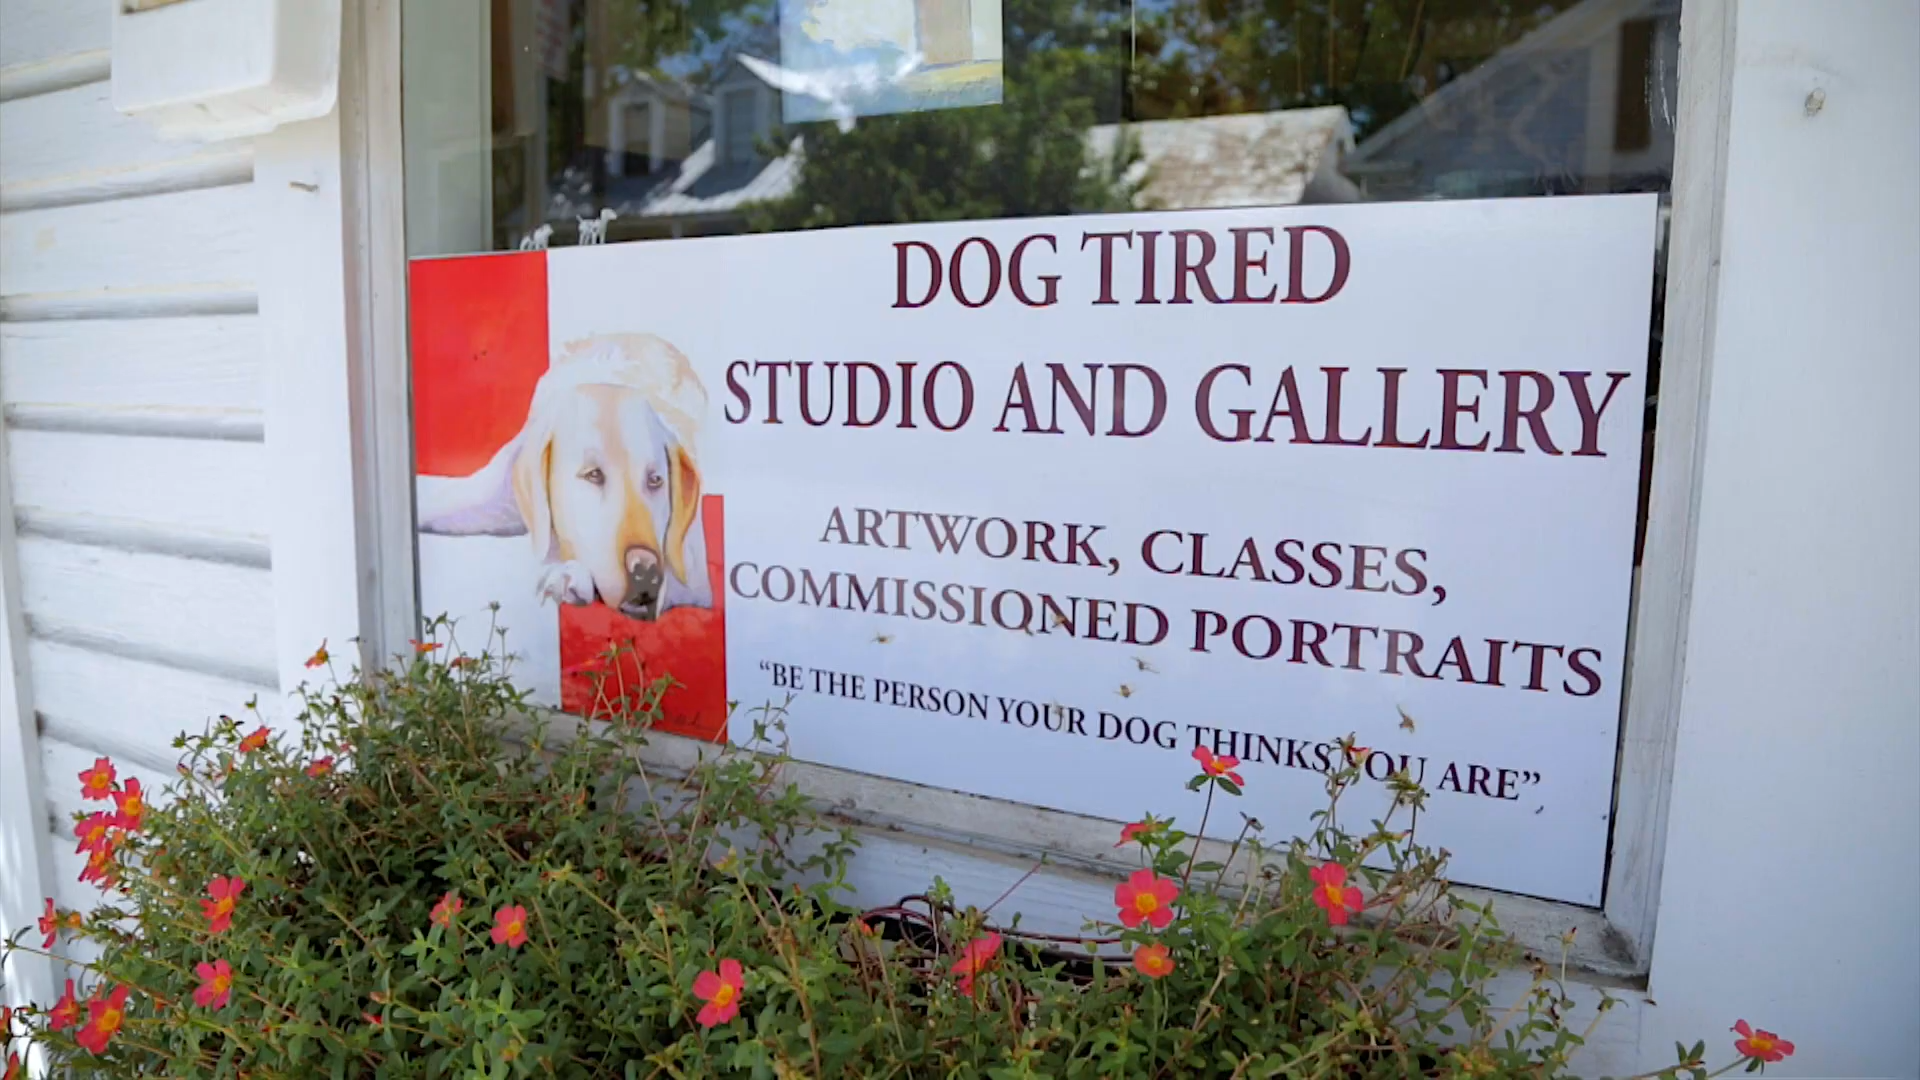 DOG TIRED
STUDIO AND GALLERY
ARTWORK, CLASSES,
COMMISSIONED PORTRAITS
“BE THE PERSON YOUR DOG THINKS YOU ARE”